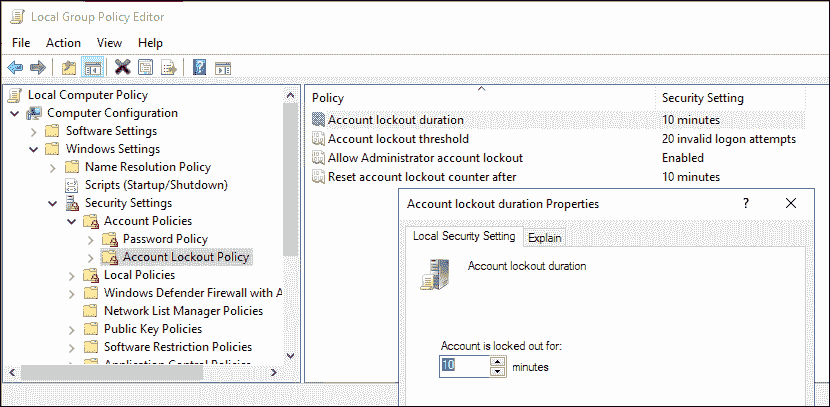 Local Group Policy Editor
File Action View Help
Local Computer Policy
Computer Configuration
Software Settings
Windows Settings
Name Resolution Policy
Scripts (Startup/Shutdown)
Security Settings
Account Policies
Password Policy
Account Lockout Policy
Local Policies
Windows Defender Firewall with A
Network List Manager Policies
Public Key Policies
Software Restriction Policies
Application Control Policies
Policy Security Setting
Account lockout duration 10 minutes
Account lockout threshold 20 invalid logon attempts
Allow Administrator account lockout Enabled
Reset account lockout counter after 10 minutes
Account lockout duration Properties ?
Local Security Setting Explain
Account lockout duration
Account is locked out for:
10 minutes